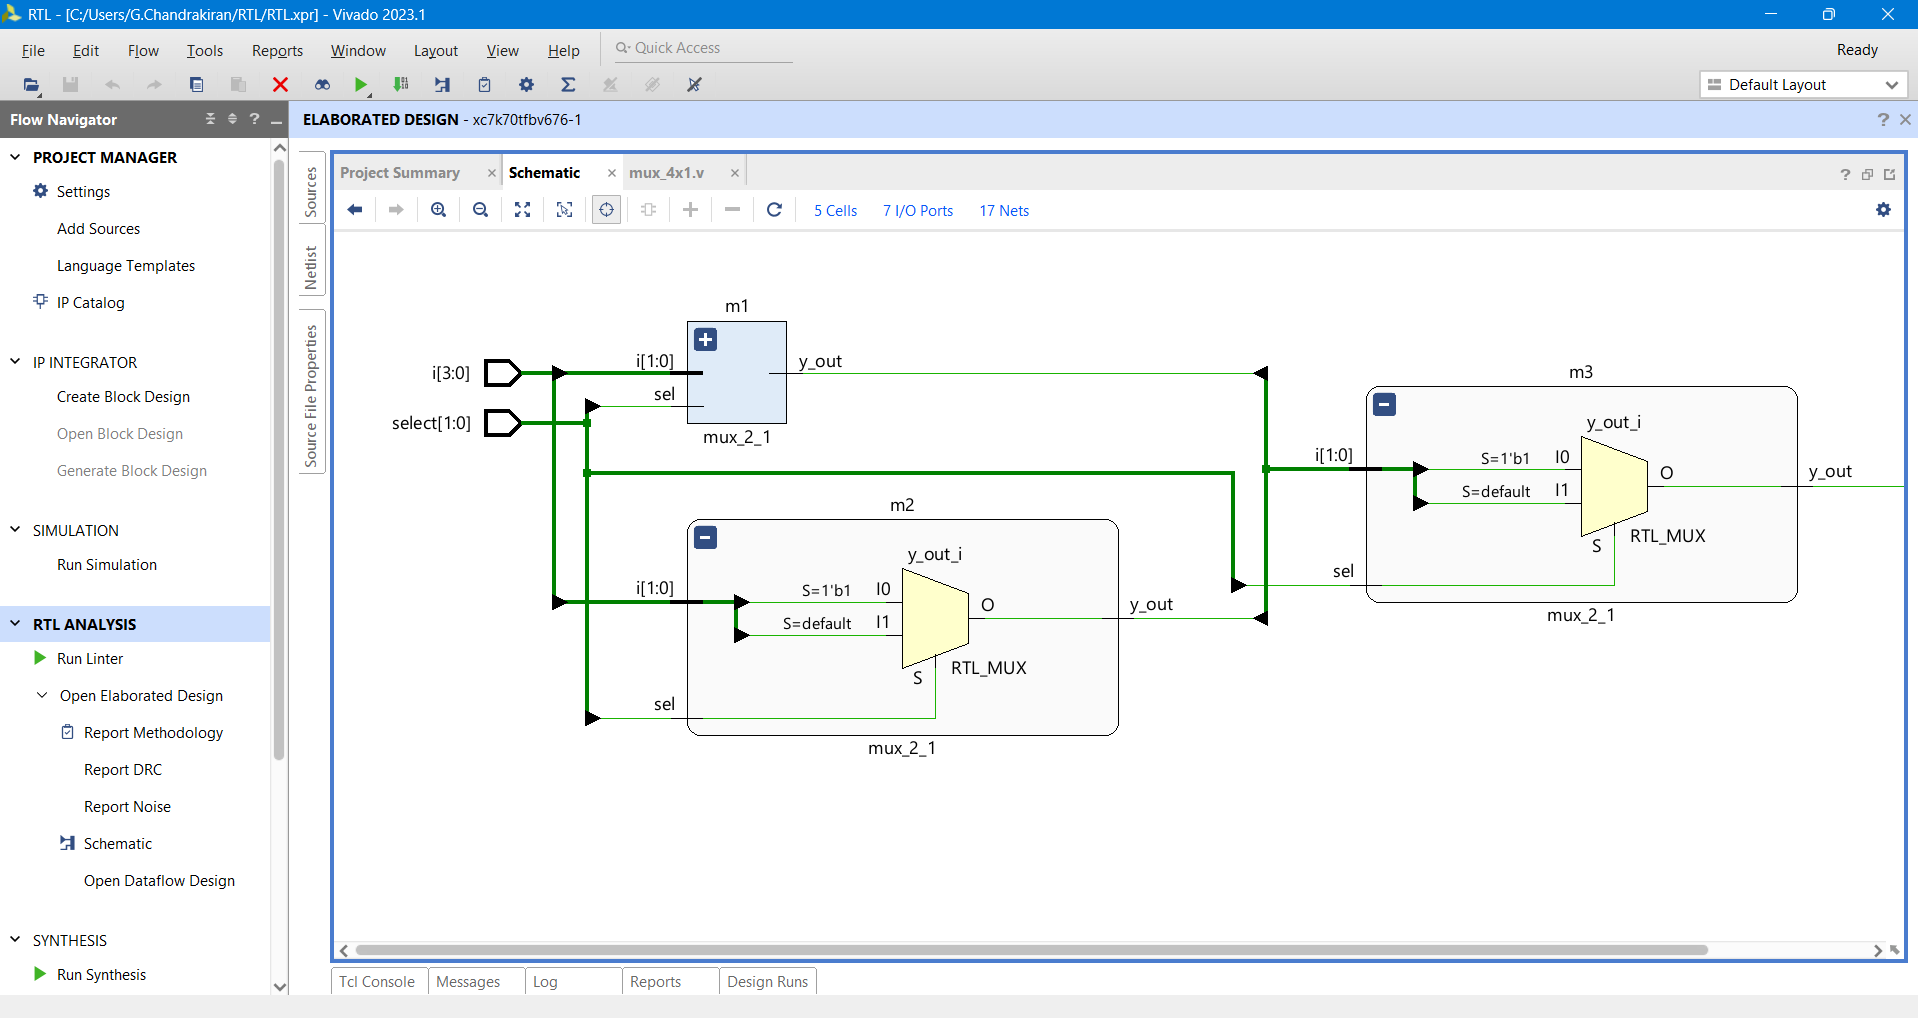 RTL - [C:/Users/G.Chandrakiran/RTL/RTL.xpr] - Vivado 2023.1
File Edit Flow Tools Reports Window Layout View Help Quick Access Ready
Default Layout
Flow Navigator
PROJECT MANAGER
Settings
Add Sources
Language Templates
IP Catalog
IP INTEGRATOR
Create Block Design
Open Block Design
Generate Block Design
SIMULATION
Run Simulation
RTL ANALYSIS
Run Linter
Open Elaborated Design
Report Methodology
Report DRC
Report Noise
Schematic
Open Dataflow Design
SYNTHESIS
Run Synthesis
ELABORATED DESIGN - xc7k70tfbv676-1
Sources
Netlist
Source File Properties
Project Summary Schematic mux_4x1.v
5 Cells 7 I/O Ports 17 Nets
i[3:0]
select[1:0]
m1
i[1:0]
sel
y_out
mux_2_1
m2
y_out_i
i[1:0]
S=1'b1 I0
S=default I1
O
S
RTL_MUX
sel
y_out
mux_2_1
m3
y_out_i
i[1:0]
S=1'b1 I0
S=default I1
O
S
RTL_MUX
sel
y_out
mux_2_1
Tcl Console Messages Log Reports Design Runs